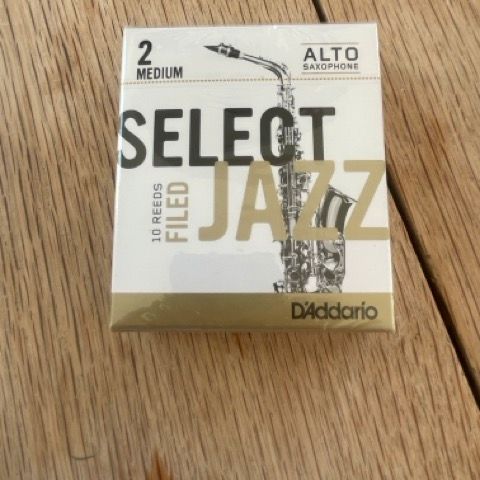 2
MEDIUM
ALTO
SAXOPHONE
SELECT
JAZZ
10 REEDS
FILED
D'Addario